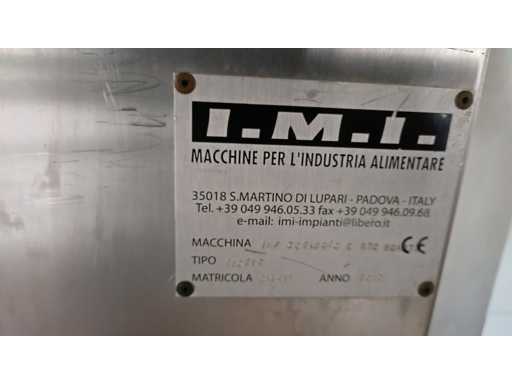 I.M.I.
MACCHINE PER L'INDUSTRIA ALIMENTARE
35018 S.MARTINO DI LUPARI - PADOVA - ITALY
Tel. +39 049 946.05.33 fax +39 049 946.09.68
e-mail: imi-impianti@libero.it
MACCHINA CE
TIPO
MATRICOLA ANNO